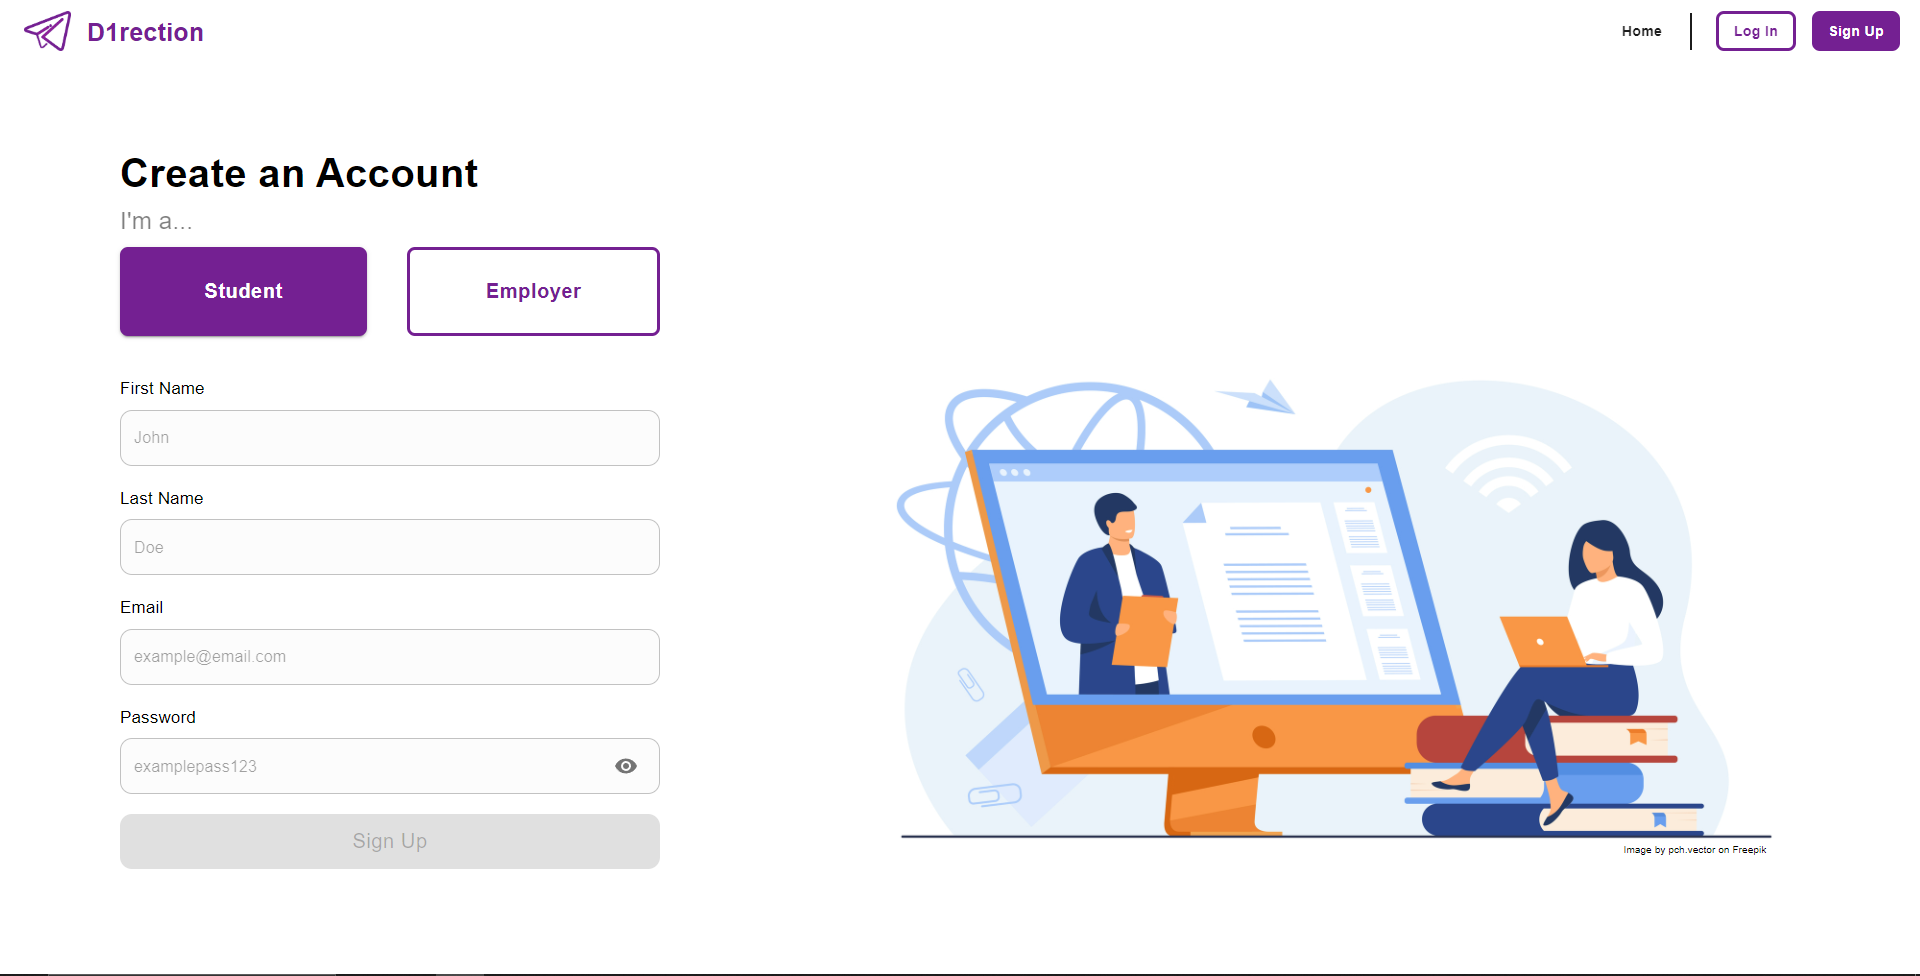 D1rection
Home
Log In
Sign Up
Create an Account
I'm a...
Student
Employer
First Name
John
Last Name
Doe
Email
example@email.com
Password
examplepass123
Sign Up
Image by pch.vector on Freepik